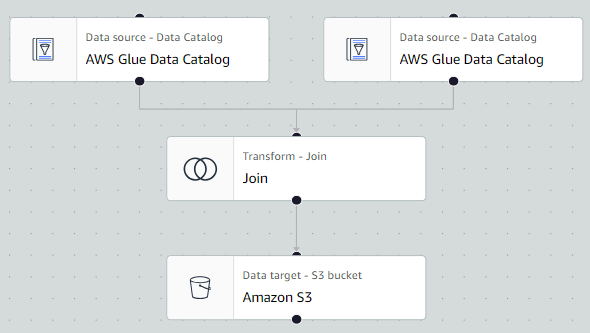 Data source - Data Catalog
AWS Glue Data Catalog
Data source - Data Catalog
AWS Glue Data Catalog
Transform - Join
Join
Data target - S3 bucket
Amazon S3